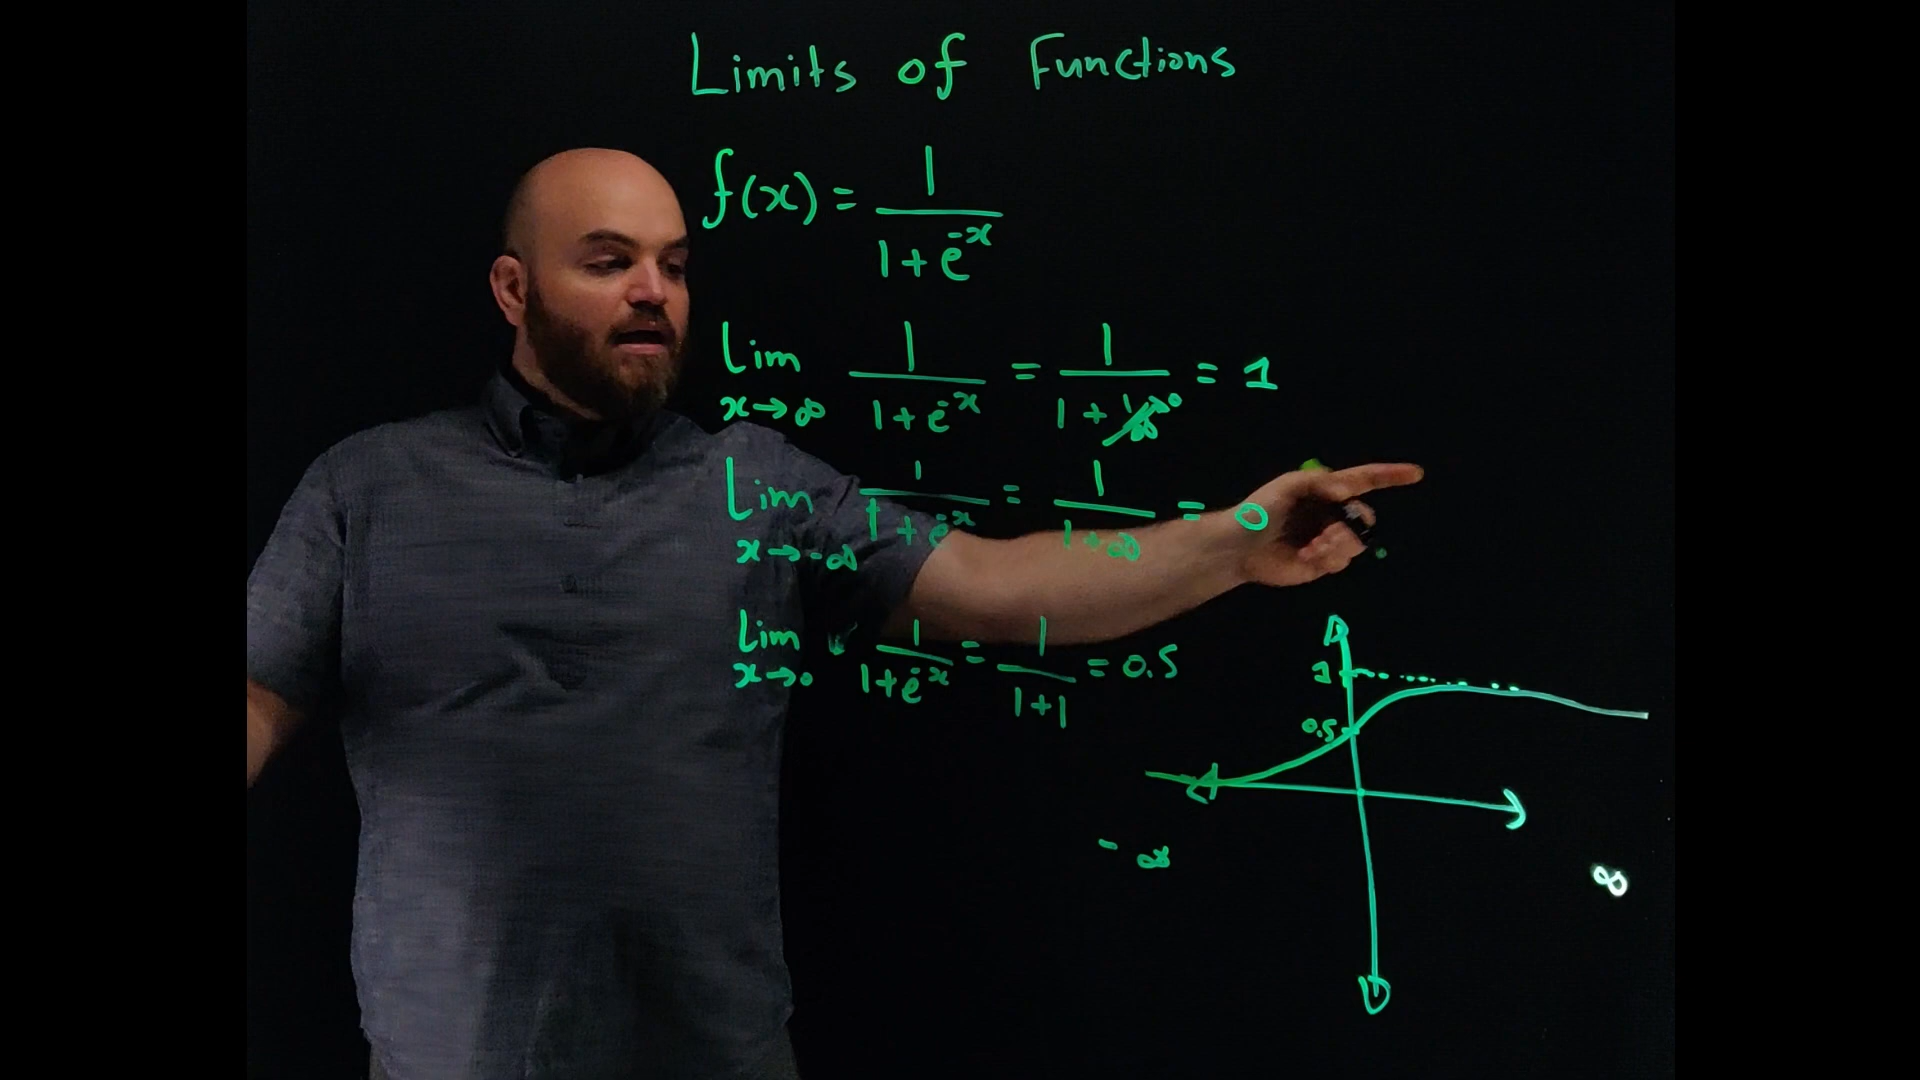 Limits of Functions
f(x) = 1/(1+e^-x)
Lim x→∞ 1/(1+e^-x) = 1/(1+1/∞→0) = 1
Lim x→-∞ 1/(1+e^-x) = 1/(1+∞) = 0
Lim x→0 1/(1+e^-x) = 1/(1+1) = 0.5
1
0.5
-∞
∞